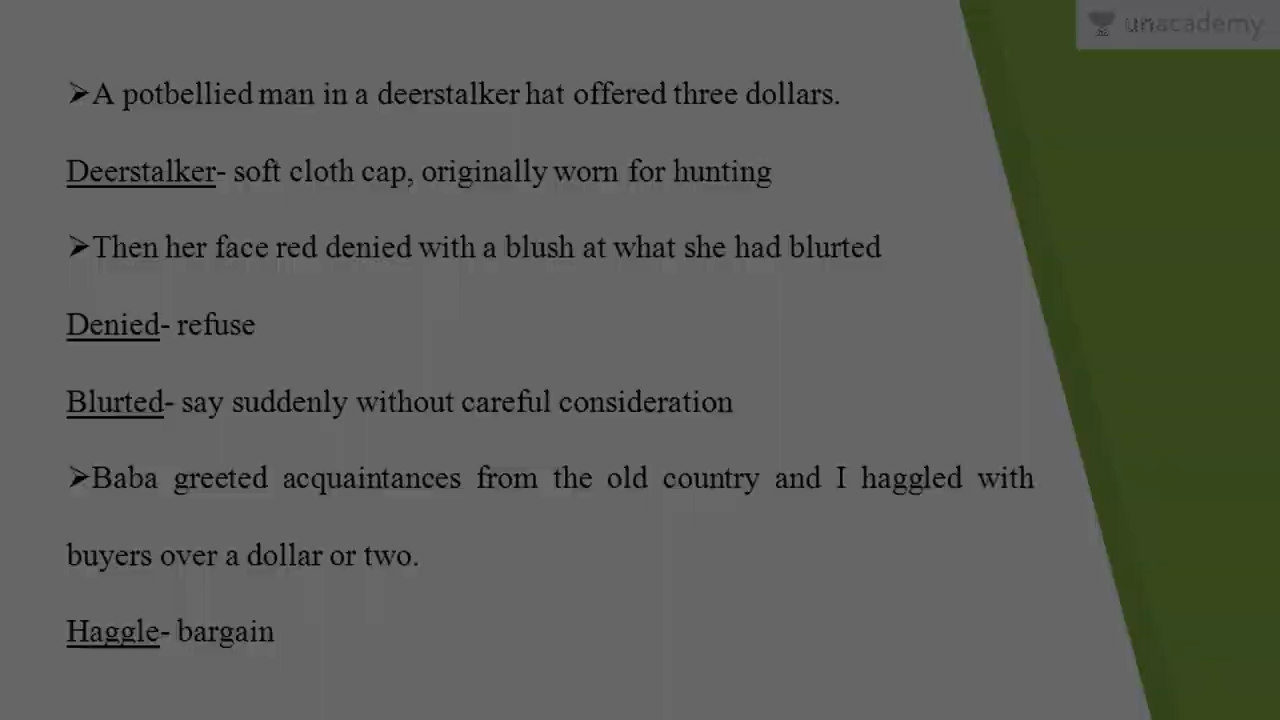 unacademy
➢A potbellied man in a deerstalker hat offered three dollars.
Deerstalker- soft cloth cap, originally worn for hunting
➢Then her face red denied with a blush at what she had blurted
Denied- refuse
Blurted- say suddenly without careful consideration
➢Baba greeted acquaintances from the old country and I haggled with
buyers over a dollar or two.
Haggle- bargain